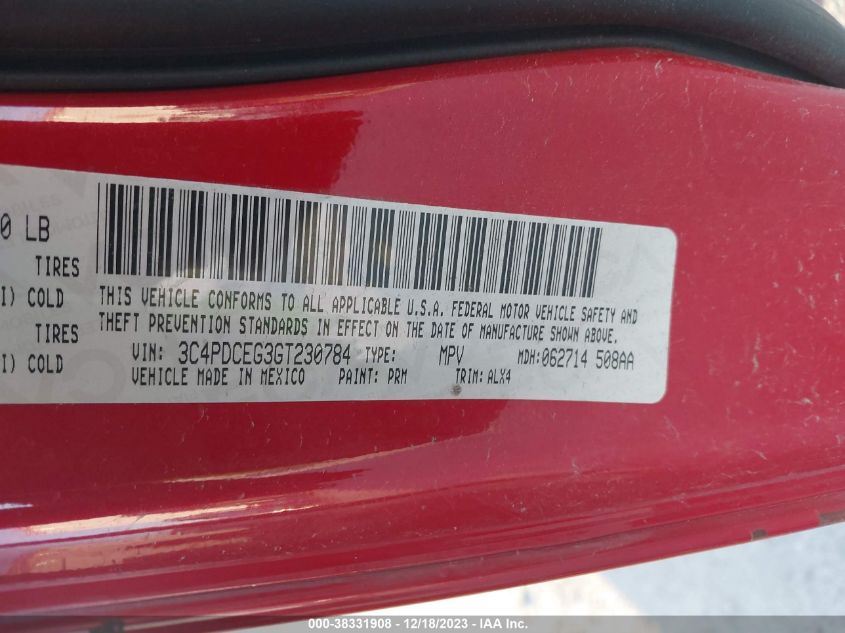 0 LB
TIRES
I) COLD
TIRES
I) COLD
THIS VEHICLE CONFORMS TO ALL APPLICABLE U.S.A. FEDERAL MOTOR VEHICLE SAFETY AND
THEFT PREVENTION STANDARDS IN EFFECT ON THE DATE OF MANUFACTURE SHOWN ABOVE.
VIN: 3C4PDCEG3GT230784 TYPE: MPV MDH:062714 508AA
VEHICLE MADE IN MEXICO PAINT: PRM TRIM: ALX4
000-38331908 - 12/18/2023 - IAA Inc.